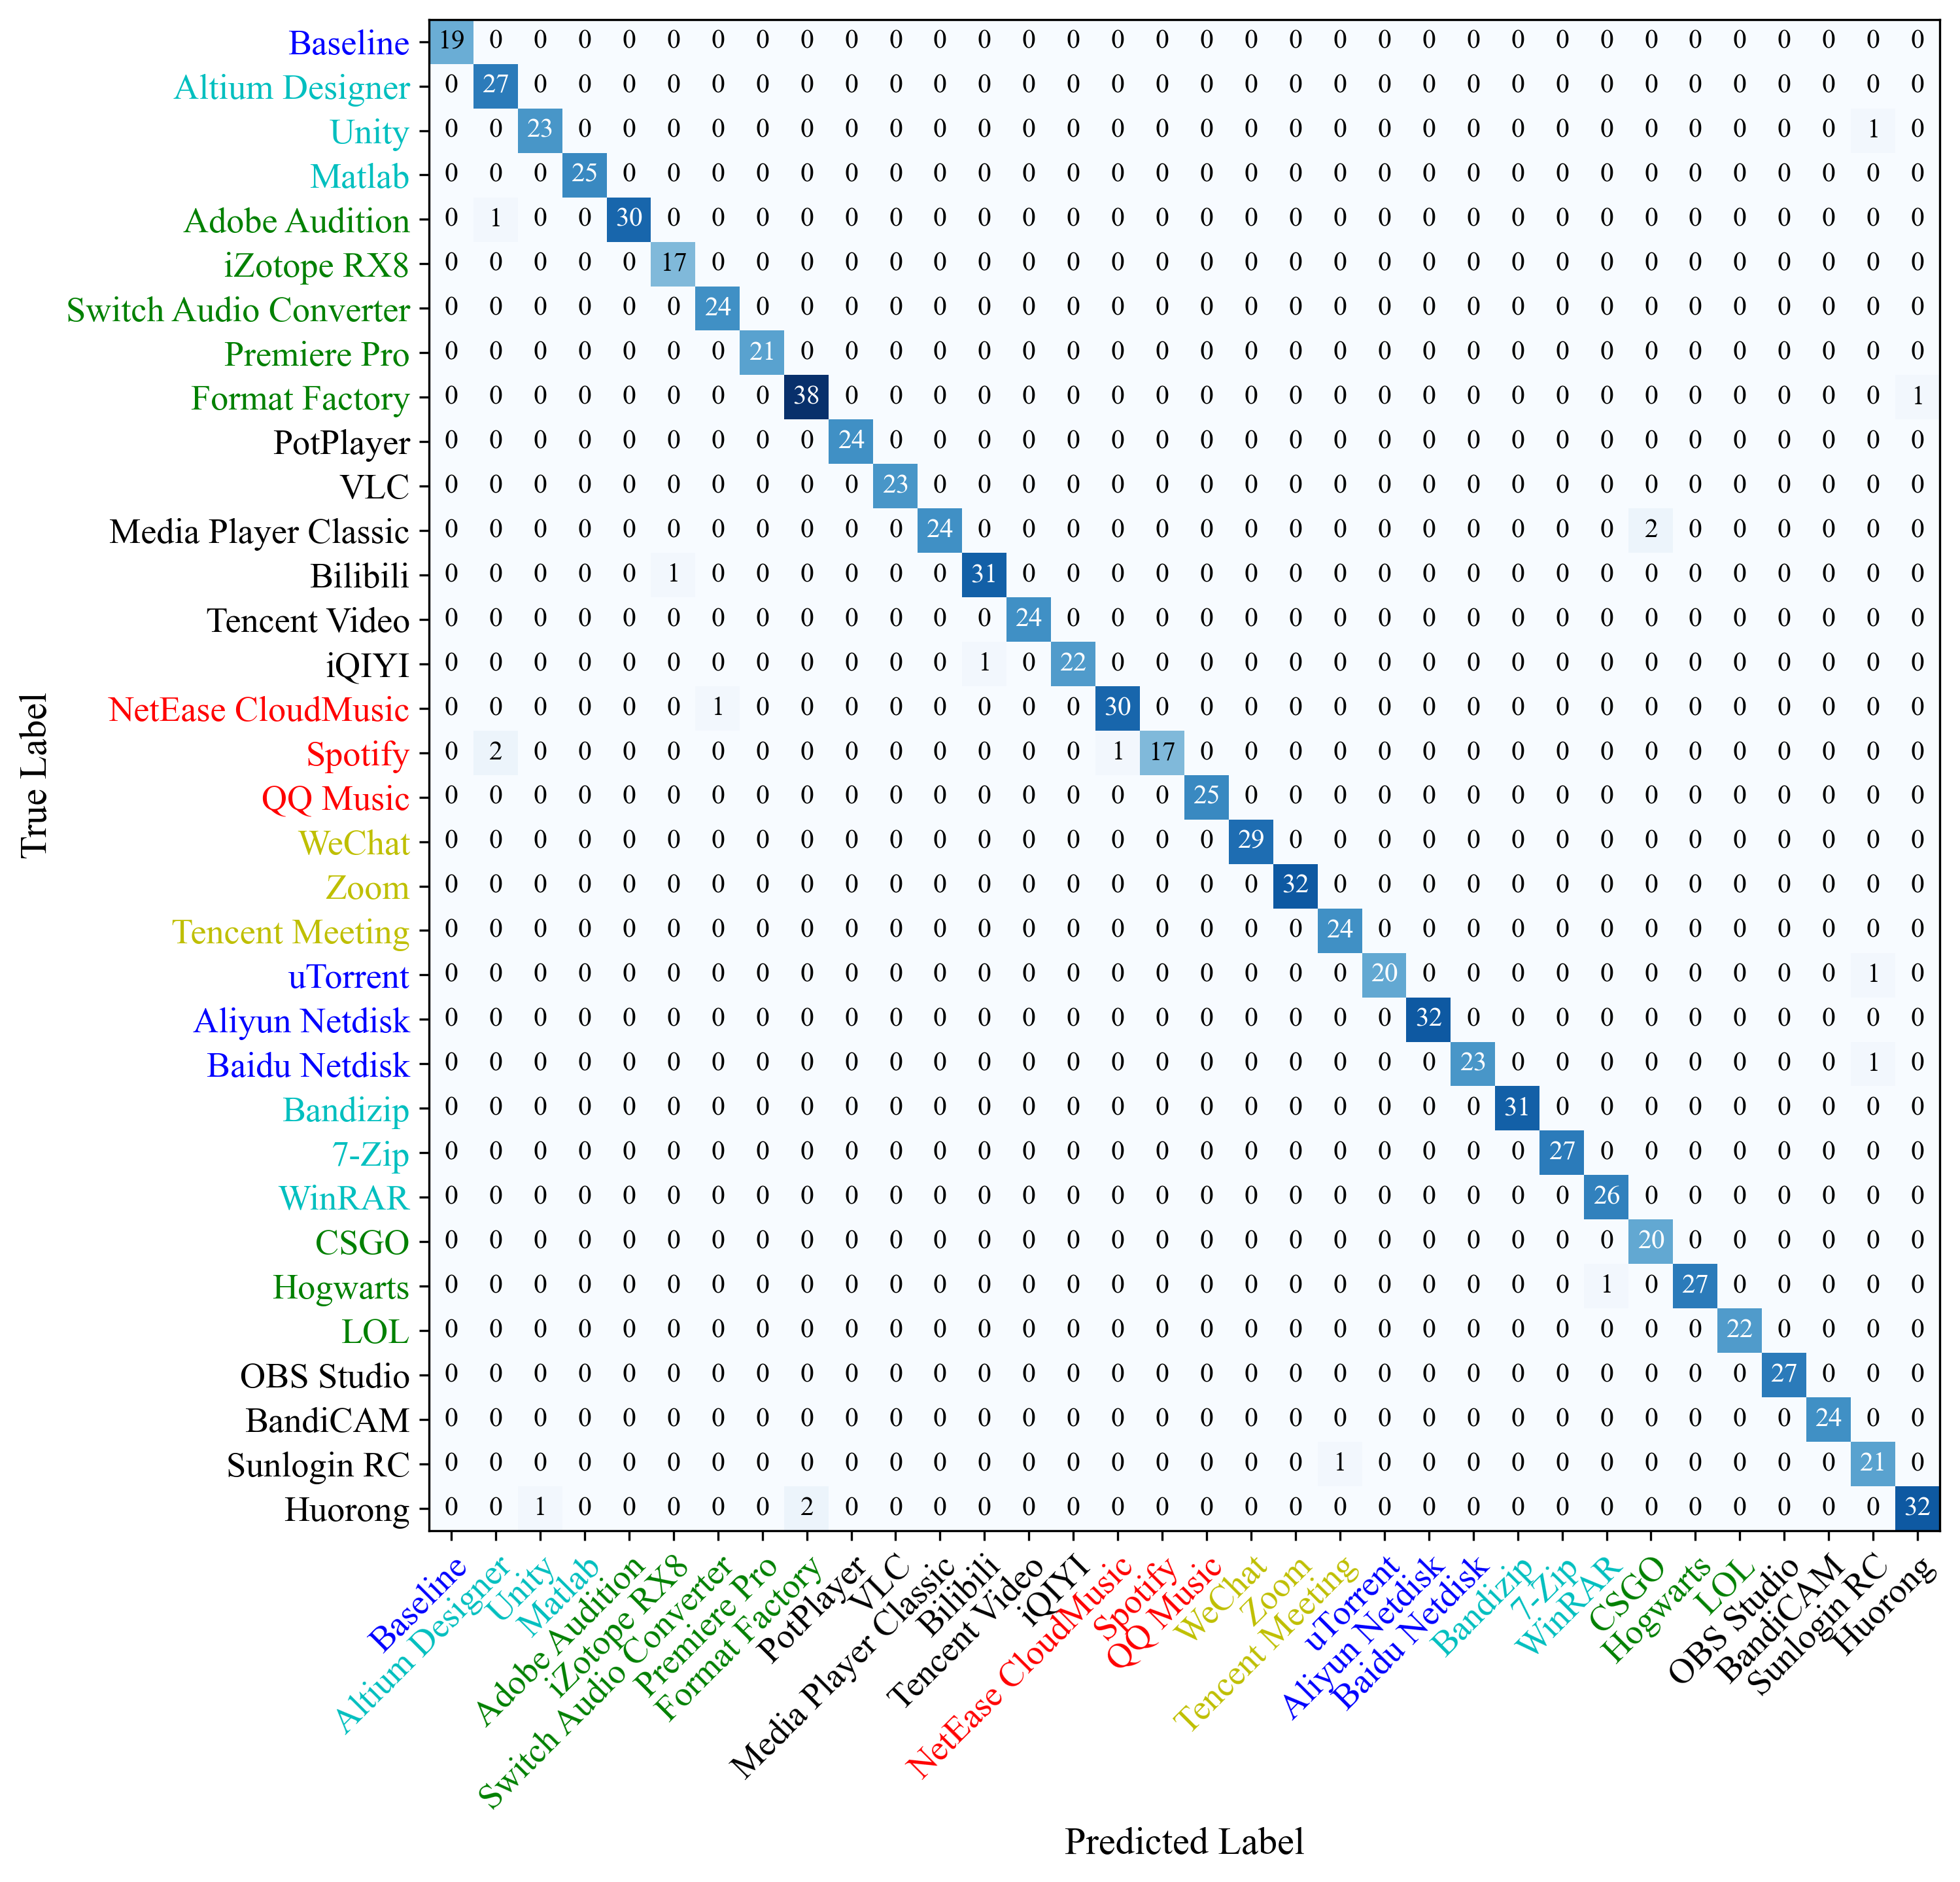 Baseline 19 0 0 0 0 0 0 0 0 0 0 0 0 0 0 0 0 0 0 0 0 0 0 0 0 0 0 0 0 0 0 0 0 0
Altium Designer 0 27 0 0 0 0 0 0 0 0 0 0 0 0 0 0 0 0 0 0 0 0 0 0 0 0 0 0 0 0 0 0 0 0
Unity 0 0 23 0 0 0 0 0 0 0 0 0 0 0 0 0 0 0 0 0 0 0 0 0 0 0 0 0 0 0 0 0 1 0
Matlab 0 0 0 25 0 0 0 0 0 0 0 0 0 0 0 0 0 0 0 0 0 0 0 0 0 0 0 0 0 0 0 0 0 0
Adobe Audition 0 1 0 0 30 0 0 0 0 0 0 0 0 0 0 0 0 0 0 0 0 0 0 0 0 0 0 0 0 0 0 0 0 0
iZotope RX8 0 0 0 0 0 17 0 0 0 0 0 0 0 0 0 0 0 0 0 0 0 0 0 0 0 0 0 0 0 0 0 0 0 0
Switch Audio Converter 0 0 0 0 0 0 24 0 0 0 0 0 0 0 0 0 0 0 0 0 0 0 0 0 0 0 0 0 0 0 0 0 0 0
Premiere Pro 0 0 0 0 0 0 0 21 0 0 0 0 0 0 0 0 0 0 0 0 0 0 0 0 0 0 0 0 0 0 0 0 0 0
Format Factory 0 0 0 0 0 0 0 0 38 0 0 0 0 0 0 0 0 0 0 0 0 0 0 0 0 0 0 0 0 0 0 0 0 1
PotPlayer 0 0 0 0 0 0 0 0 0 24 0 0 0 0 0 0 0 0 0 0 0 0 0 0 0 0 0 0 0 0 0 0 0 0
VLC 0 0 0 0 0 0 0 0 0 0 23 0 0 0 0 0 0 0 0 0 0 0 0 0 0 0 0 0 0 0 0 0 0 0
Media Player Classic 0 0 0 0 0 0 0 0 0 0 0 24 0 0 0 0 0 0 0 0 0 0 0 0 0 0 0 2 0 0 0 0 0 0
Bilibili 0 0 0 0 0 1 0 0 0 0 0 0 31 0 0 0 0 0 0 0 0 0 0 0 0 0 0 0 0 0 0 0 0 0
Tencent Video 0 0 0 0 0 0 0 0 0 0 0 0 0 24 0 0 0 0 0 0 0 0 0 0 0 0 0 0 0 0 0 0 0 0
iQIYI 0 0 0 0 0 0 0 0 0 0 0 0 1 0 22 0 0 0 0 0 0 0 0 0 0 0 0 0 0 0 0 0 0 0
NetEase CloudMusic 0 0 0 0 0 0 1 0 0 0 0 0 0 0 0 30 0 0 0 0 0 0 0 0 0 0 0 0 0 0 0 0 0 0
Spotify 0 2 0 0 0 0 0 0 0 0 0 0 0 0 0 1 17 0 0 0 0 0 0 0 0 0 0 0 0 0 0 0 0 0
QQ Music 0 0 0 0 0 0 0 0 0 0 0 0 0 0 0 0 0 25 0 0 0 0 0 0 0 0 0 0 0 0 0 0 0 0
WeChat 0 0 0 0 0 0 0 0 0 0 0 0 0 0 0 0 0 0 29 0 0 0 0 0 0 0 0 0 0 0 0 0 0 0
Zoom 0 0 0 0 0 0 0 0 0 0 0 0 0 0 0 0 0 0 0 32 0 0 0 0 0 0 0 0 0 0 0 0 0 0
Tencent Meeting 0 0 0 0 0 0 0 0 0 0 0 0 0 0 0 0 0 0 0 0 24 0 0 0 0 0 0 0 0 0 0 0 0 0
uTorrent 0 0 0 0 0 0 0 0 0 0 0 0 0 0 0 0 0 0 0 0 0 20 0 0 0 0 0 0 0 0 0 0 1 0
Aliyun Netdisk 0 0 0 0 0 0 0 0 0 0 0 0 0 0 0 0 0 0 0 0 0 0 32 0 0 0 0 0 0 0 0 0 0 0
Baidu Netdisk 0 0 0 0 0 0 0 0 0 0 0 0 0 0 0 0 0 0 0 0 0 0 0 23 0 0 0 0 0 0 0 0 1 0
Bandizip 0 0 0 0 0 0 0 0 0 0 0 0 0 0 0 0 0 0 0 0 0 0 0 0 31 0 0 0 0 0 0 0 0 0
7-Zip 0 0 0 0 0 0 0 0 0 0 0 0 0 0 0 0 0 0 0 0 0 0 0 0 0 27 0 0 0 0 0 0 0 0
WinRAR 0 0 0 0 0 0 0 0 0 0 0 0 0 0 0 0 0 0 0 0 0 0 0 0 0 0 26 0 0 0 0 0 0 0
CSGO 0 0 0 0 0 0 0 0 0 0 0 0 0 0 0 0 0 0 0 0 0 0 0 0 0 0 0 20 0 0 0 0 0 0
Hogwarts 0 0 0 0 0 0 0 0 0 0 0 0 0 0 0 0 0 0 0 0 0 0 0 0 0 0 1 0 27 0 0 0 0 0
LOL 0 0 0 0 0 0 0 0 0 0 0 0 0 0 0 0 0 0 0 0 0 0 0 0 0 0 0 0 0 22 0 0 0 0
OBS Studio 0 0 0 0 0 0 0 0 0 0 0 0 0 0 0 0 0 0 0 0 0 0 0 0 0 0 0 0 0 0 27 0 0 0
BandiCAM 0 0 0 0 0 0 0 0 0 0 0 0 0 0 0 0 0 0 0 0 0 0 0 0 0 0 0 0 0 0 0 24 0 0
Sunlogin RC 0 0 0 0 0 0 0 0 0 0 0 0 0 0 0 0 0 0 0 0 1 0 0 0 0 0 0 0 0 0 0 0 21 0
Huorong 0 0 1 0 0 0 0 0 2 0 0 0 0 0 0 0 0 0 0 0 0 0 0 0 0 0 0 0 0 0 0 0 0 32
True Label
Baseline
Altium Designer
Unity
Matlab
Adobe Audition
iZotope RX8
Switch Audio Converter
Premiere Pro
Format Factory
PotPlayer
VLC
Media Player Classic
Bilibili
Tencent Video
iQIYI
NetEase CloudMusic
Spotify
QQ Music
WeChat
Zoom
Tencent Meeting
uTorrent
Aliyun Netdisk
Baidu Netdisk
Bandizip
7-Zip
WinRAR
CSGO
Hogwarts
LOL
OBS Studio
BandiCAM
Sunlogin RC
Huorong
Predicted Label